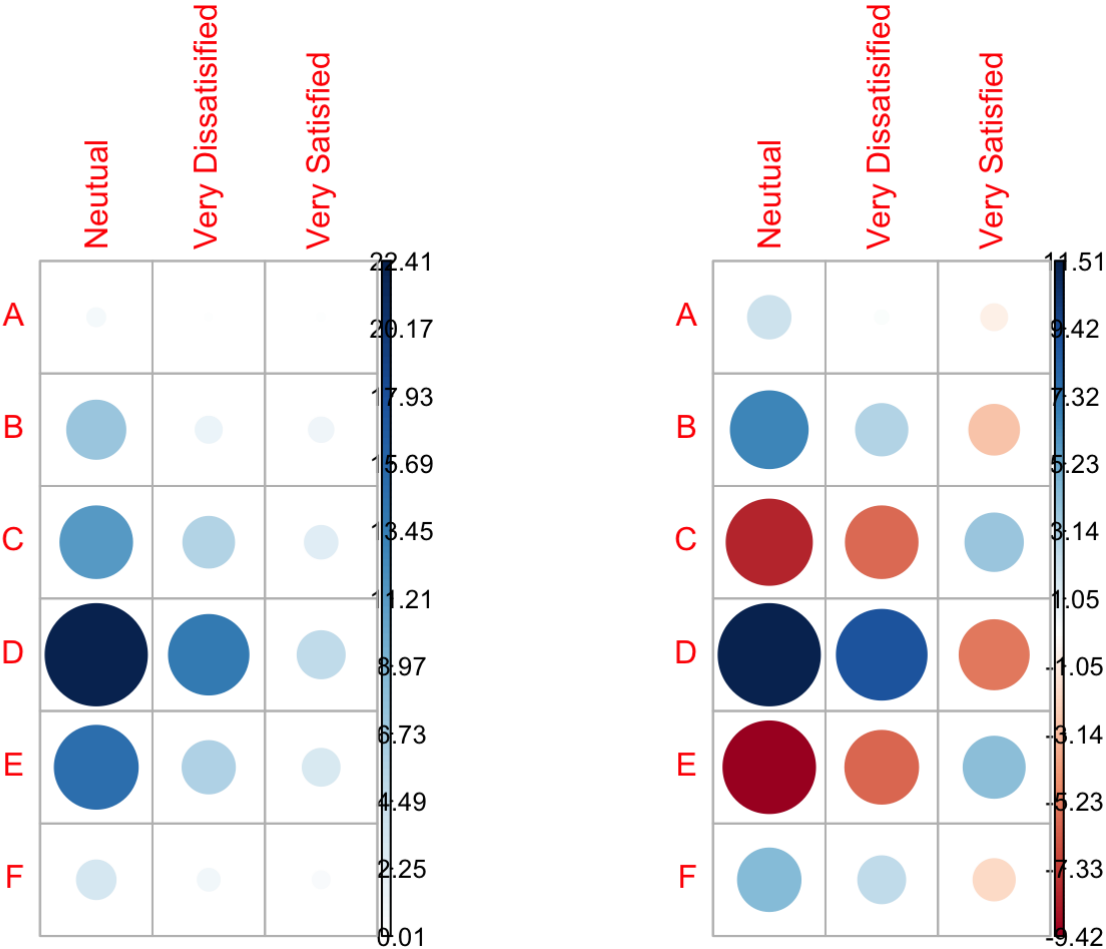 Neutual
Very Dissatisified
Very Satisfied
A
B
C
D
E
F
22.41
20.17
17.93
15.69
13.45
11.21
8.97
6.73
4.49
2.25
0.01
Neutual
Very Dissatisified
Very Satisfied
A
B
C
D
E
F
11.51
9.42
7.32
5.23
3.14
1.05
-1.05
-3.14
-5.23
-7.33
-9.42